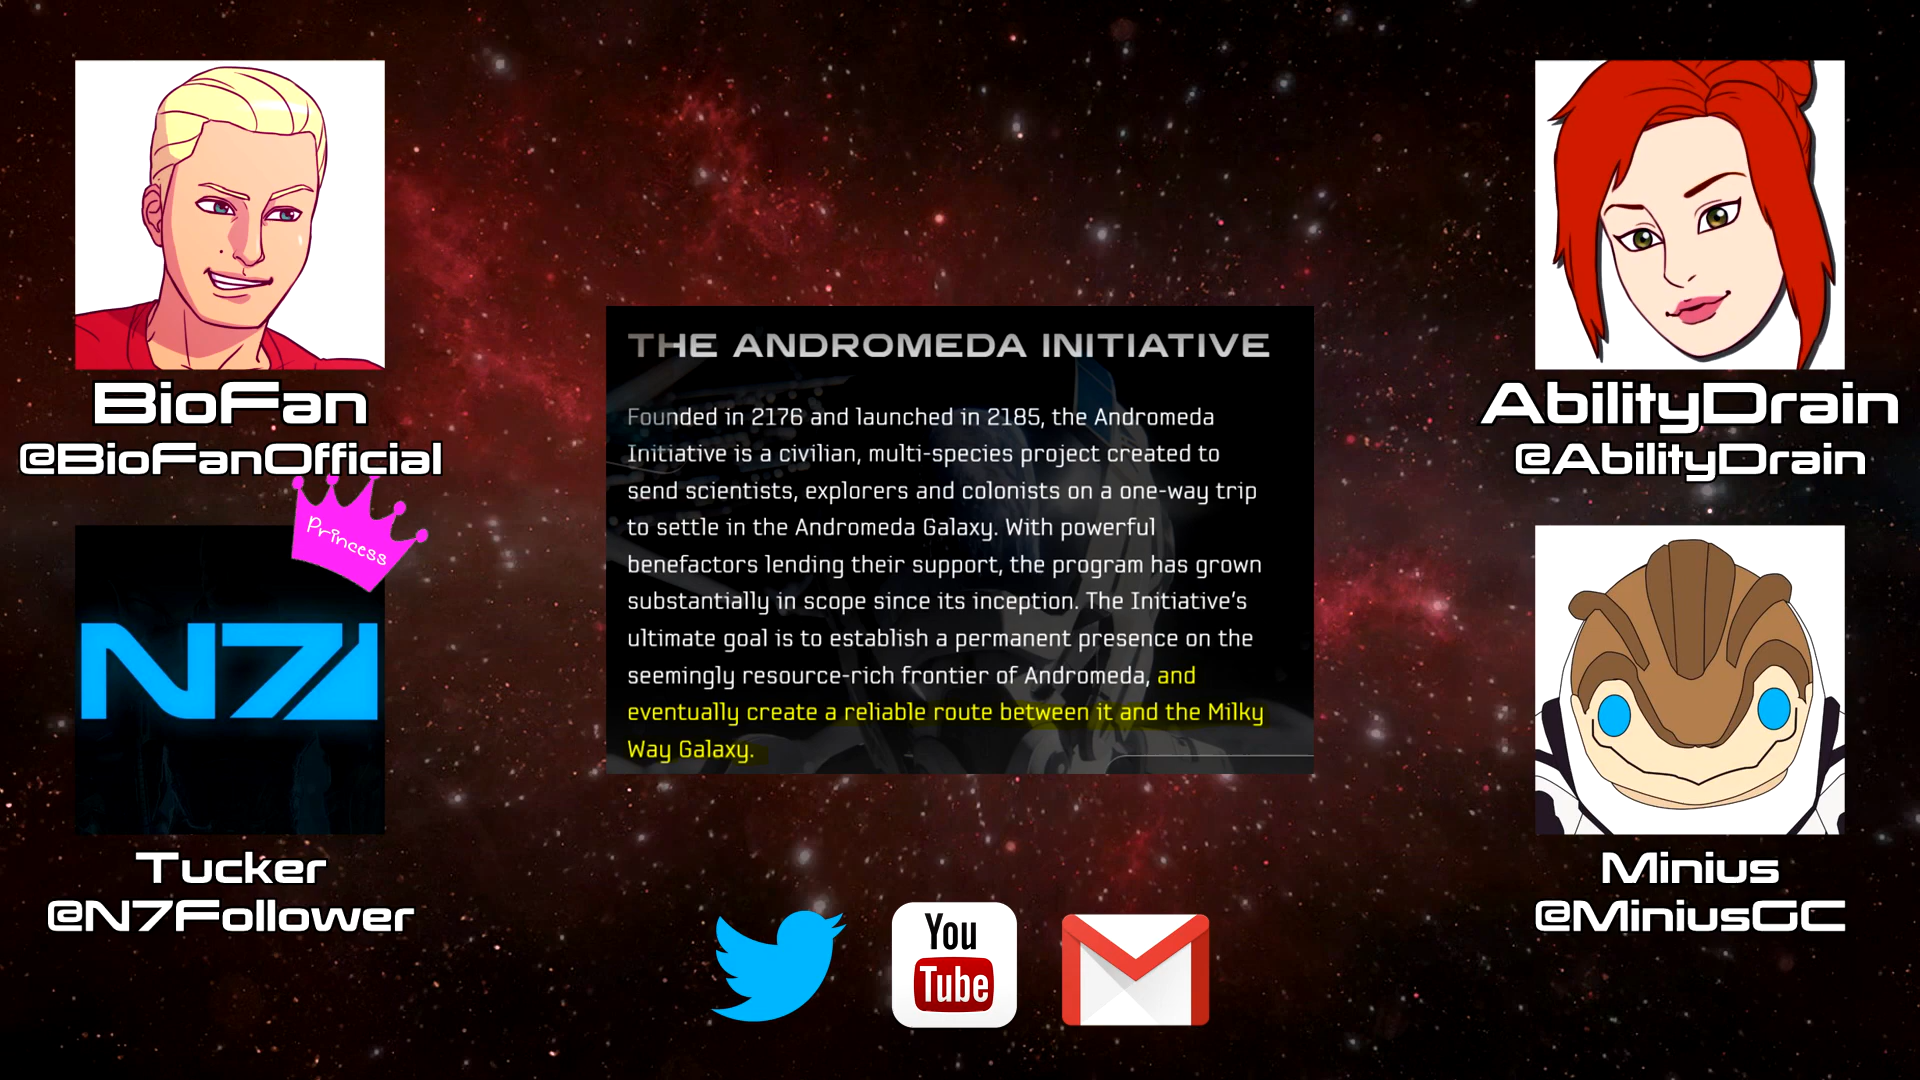 BioFan
@BioFanOfficial
Princess
N7
Tucker
@N7Follower
THE ANDROMEDA INITIATIVE
Founded in 2176 and launched in 2185, the Andromeda
Initiative is a civilian, multi-species project created to
send scientists, explorers and colonists on a one-way trip
to settle in the Andromeda Galaxy. With powerful
benefactors lending their support, the program has grown
substantially in scope since its inception. The Initiative's
ultimate goal is to establish a permanent presence on the
seemingly resource-rich frontier of Andromeda, and
eventually create a reliable route between it and the Milky
Way Galaxy.
You
Tube
AbilityDrain
@AbilityDrain
Minius
@MiniusGC